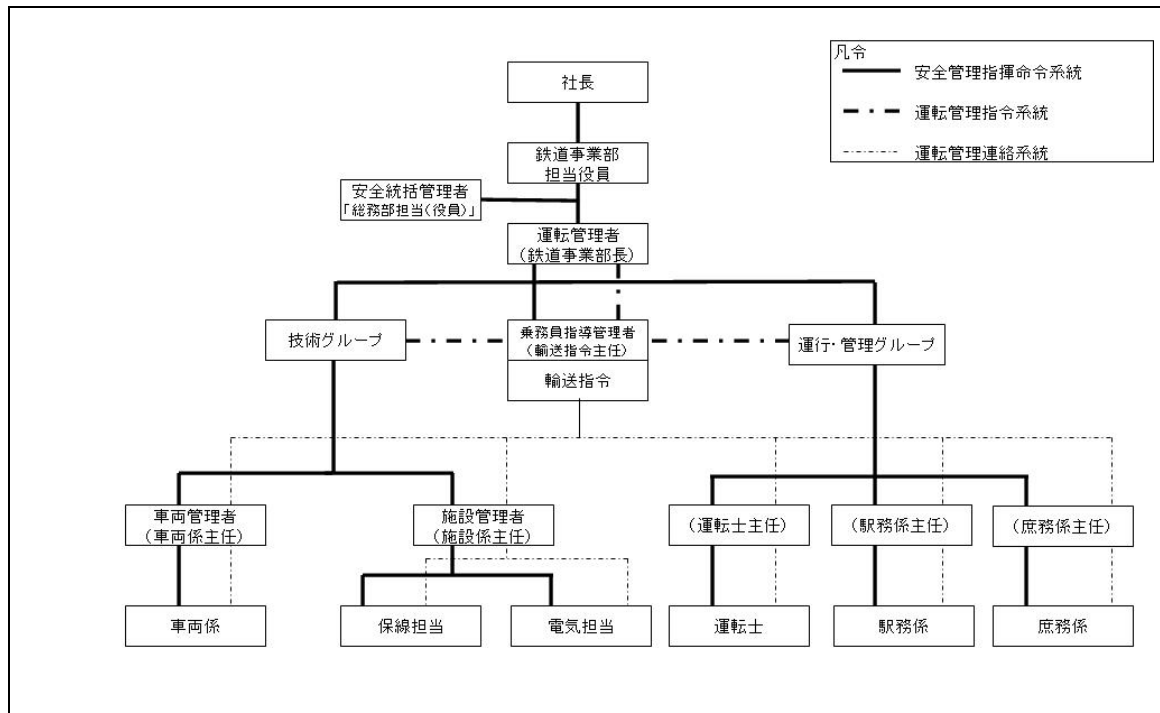 凡令
安全管理指揮命令系統
運転管理指令系統
運転管理連絡系統
社長
鉄道事業部
担当役員
安全統括管理者
「総務部担当(役員)」
運転管理者
(鉄道事業部長)
技術グループ
乗務員指導管理者
(輸送指令主任)
輸送指令
運行・管理グループ
車両管理者
(車両係主任)
施設管理者
(施設係主任)
(運転士主任)
(駅務係主任)
(庶務係主任)
車両係
保線担当
電気担当
運転士
駅務係
庶務係